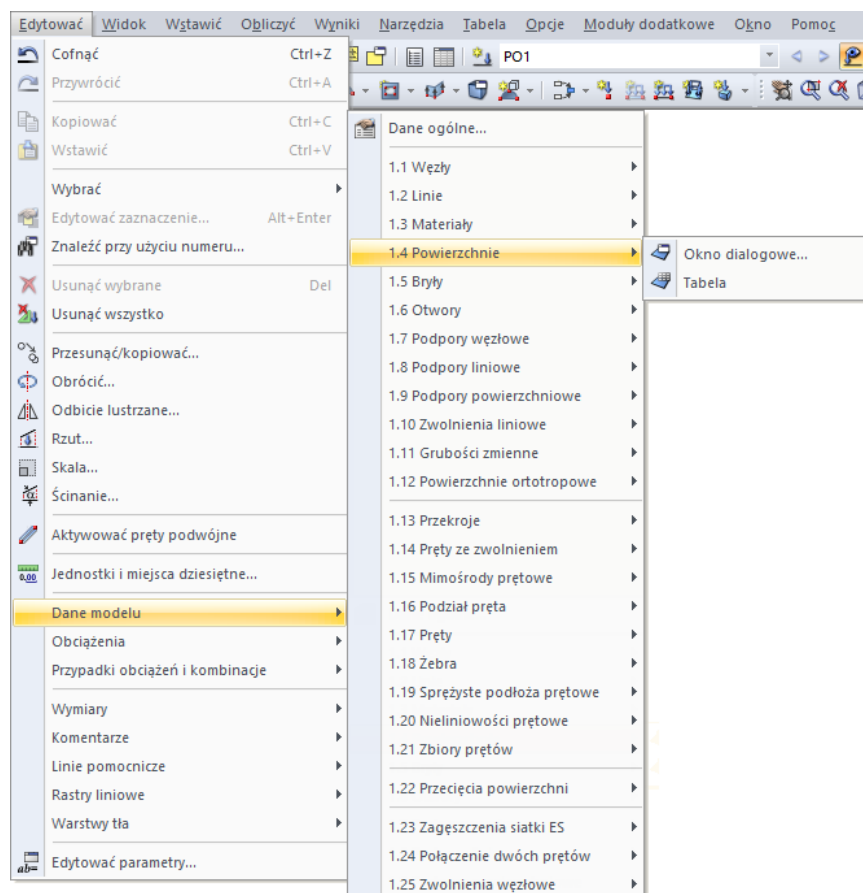 Edytować Widok Wstawić Obliczyć Wyniki Narzędzia Tabela Opcje Moduły dodatkowe Okno Pomoc
PO1
Cofnąć Ctrl+Z
Przywrócić Ctrl+A
Kopiować Ctrl+C
Wstawić Ctrl+V
Wybrać
Edytować zaznaczenie... Alt+Enter
Znaleźć przy użyciu numeru...
Usunąć wybrane Del
Usunąć wszystko
Przesunąć/kopiować...
Obrócić...
Odbicie lustrzane...
Rzut...
Skala...
Ścinanie...
Aktywować pręty podwójne
0,00 Jednostki i miejsca dziesiętne...
Dane modelu
Obciążenia
Przypadki obciążeń i kombinacje
Wymiary
Komentarze
Linie pomocnicze
Rastry liniowe
Warstwy tła
ab= Edytować parametry...
Dane ogólne...
1.1 Węzły
1.2 Linie
1.3 Materiały
1.4 Powierzchnie
1.5 Bryły
1.6 Otwory
1.7 Podpory węzłowe
1.8 Podpory liniowe
1.9 Podpory powierzchniowe
1.10 Zwolnienia liniowe
1.11 Grubości zmienne
1.12 Powierzchnie ortotropowe
1.13 Przekroje
1.14 Pręty ze zwolnieniem
1.15 Mimośrody prętowe
1.16 Podział pręta
1.17 Pręty
1.18 Żebra
1.19 Sprężyste podłoża prętowe
1.20 Nieliniowości prętowe
1.21 Zbiory prętów
1.22 Przecięcia powierzchni
1.23 Zagęszczenia siatki ES
1.24 Połączenie dwóch prętów
1.25 Zwolnienia węzłowe
Okno dialogowe...
Tabela